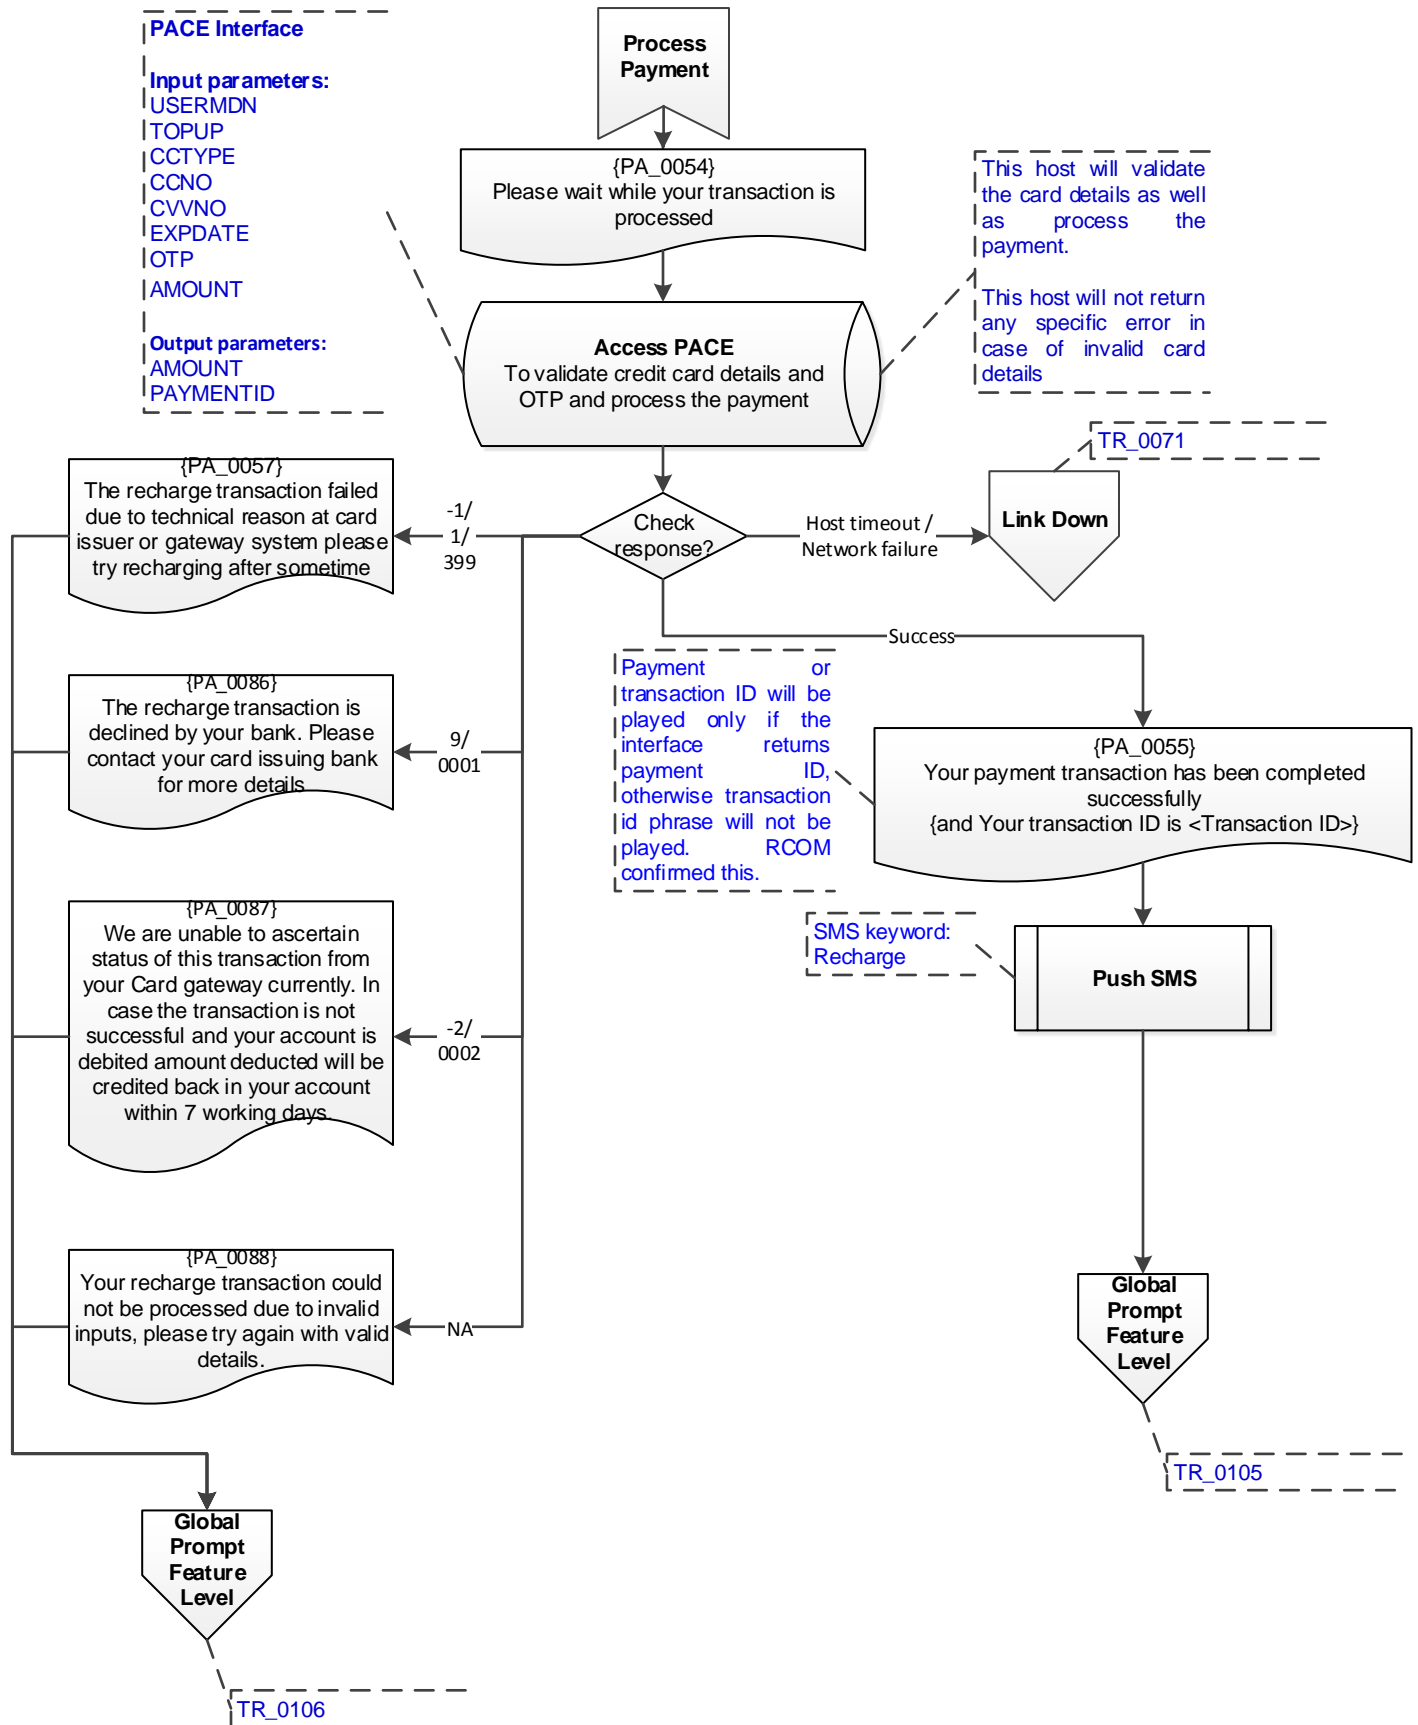 PACE Interface
Input parameters:
USERMDN
TOPUP
CCTYPE
CCNO
CVVNO
EXPDATE
OTP
AMOUNT
Output parameters:
AMOUNT
PAYMENTID
Process
Payment
{PA_0054}
Please wait while your transaction is
processed
This host will validate
the card details as well
as process the
payment.
This host will not return
any specific error in
case of invalid card
details
Access PACE
To validate credit card details and
OTP and process the payment
TR_0071
Link Down
Check
response?
Host timeout /
Network failure
-1/
1/
399
{PA_0057}
The recharge transaction failed
due to technical reason at card
issuer or gateway system please
try recharging after sometime
Success
Payment or
transaction ID will be
played only if the
interface returns
payment ID,
otherwise transaction
id phrase will not be
played. RCOM
confirmed this.
{PA_0055}
Your payment transaction has been completed
successfully
{and Your transaction ID is <Transaction ID>}
9/
0001
{PA_0086}
The recharge transaction is
declined by your bank. Please
contact your card issuing bank
for more details
SMS keyword:
Recharge
Push SMS
-2/
0002
{PA_0087}
We are unable to ascertain
status of this transaction from
your Card gateway currently. In
case the transaction is not
successful and your account is
debited amount deducted will be
credited back in your account
within 7 working days.
NA
{PA_0088}
Your recharge transaction could
not be processed due to invalid
inputs, please try again with valid
details.
Global
Prompt
Feature
Level
TR_0105
Global
Prompt
Feature
Level
TR_0106